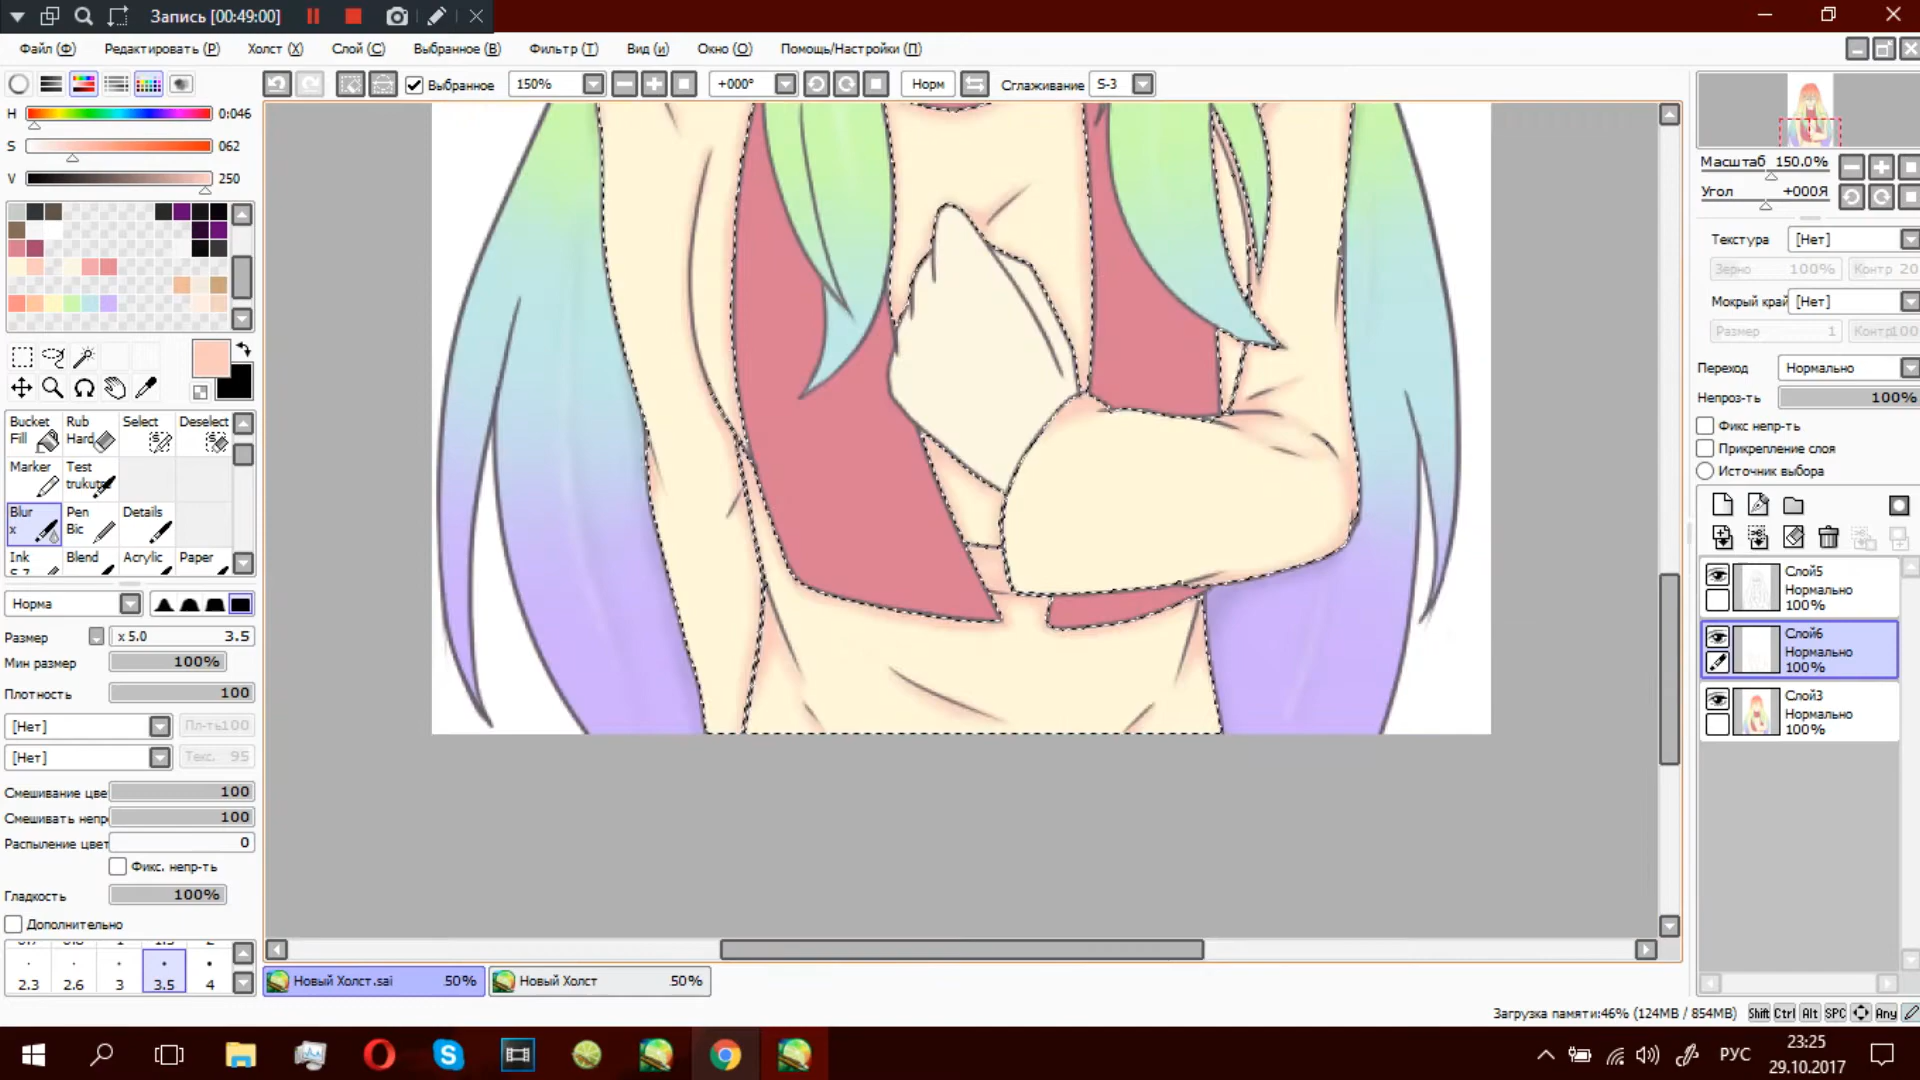 Запись [00:49:00]
Файл (Ф) Редактировать (Р) Холст (Х) Слой (С) Выбранное (В) Фильтр (Т) Вид (и) Окно (О) Помощь/Настройки (П)
Выбранное 150% +000° Норм Сглаживание S-3
H 0:046
S 062
V 250
Bucket Fill
Rub Hard
Select
Deselect
Marker
Test trukutu
Blur x
Pen Bic
Details
Ink
Blend
Acrylic
Paper
Норма
Размер x 5.0 3.5
Мин размер 100%
Плотность 100
[Нет] Пл-ть100
[Нет] Текс. 95
Смешивание цве 100
Смешивать непр 100
Распыление цвет 0
Фикс. непр-ть
Гладкость 100%
Дополнительно
2.3 2.6 3 3.5 4
Новый Холст.sai 50% Новый Холст 50%
Масштаб 150.0%
Угол +000Я
Текстура [Нет]
Зерно 100% Контр 20
Мокрый край [Нет]
Размер 1 Контр100
Переход Нормально
Непроз-ть 100%
Фикс непр-ть
Прикрепление слоя
Источник выбора
Слой5
Нормально
100%
Слой6
Нормально
100%
Слой3
Нормально
100%
Загрузка памяти:46% (124MB / 854MB) Shift Ctrl Alt SPC Any
РУС
23:25
29.10.2017